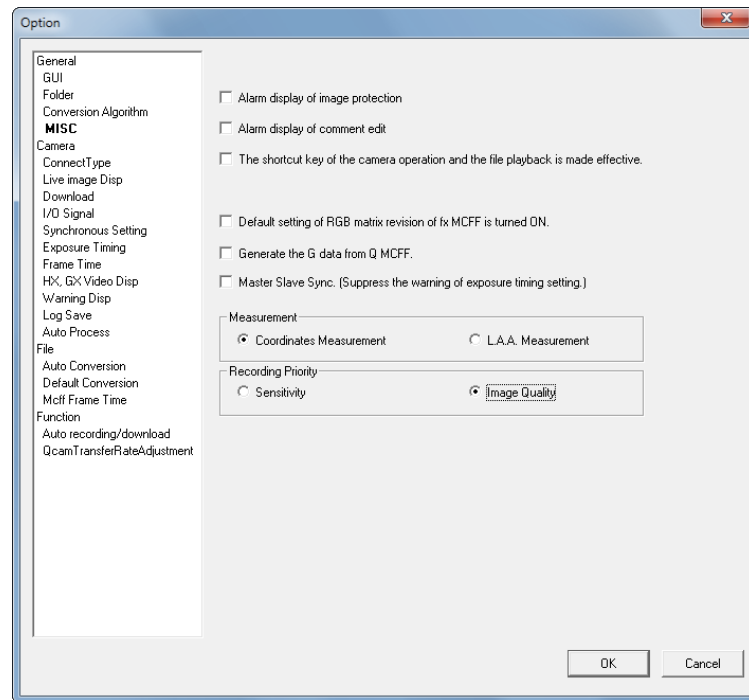 Option
General
GUI
Folder
Conversion Algorithm
MISC
Camera
ConnectType
Live image Disp
Download
I/O Signal
Synchronous Setting
Exposure Timing
Frame Time
HX, GX Video Disp
Warning Disp
Log Save
Auto Process
File
Auto Conversion
Default Conversion
Mcff Frame Time
Function
Auto recording/download
QcamTransferRateAdjustment
Alarm display of image protection
Alarm display of comment edit
The shortcut key of the camera operation and the file playback is made effective.
Default setting of RGB matrix revision of fx MCFF is turned ON.
Generate the G data from Q MCFF.
Master Slave Sync. (Suppress the warning of exposure timing setting.)
Measurement
Coordinates Measurement
L.A.A. Measurement
Recording Priority
Sensitivity
Image Quality
OK
Cancel